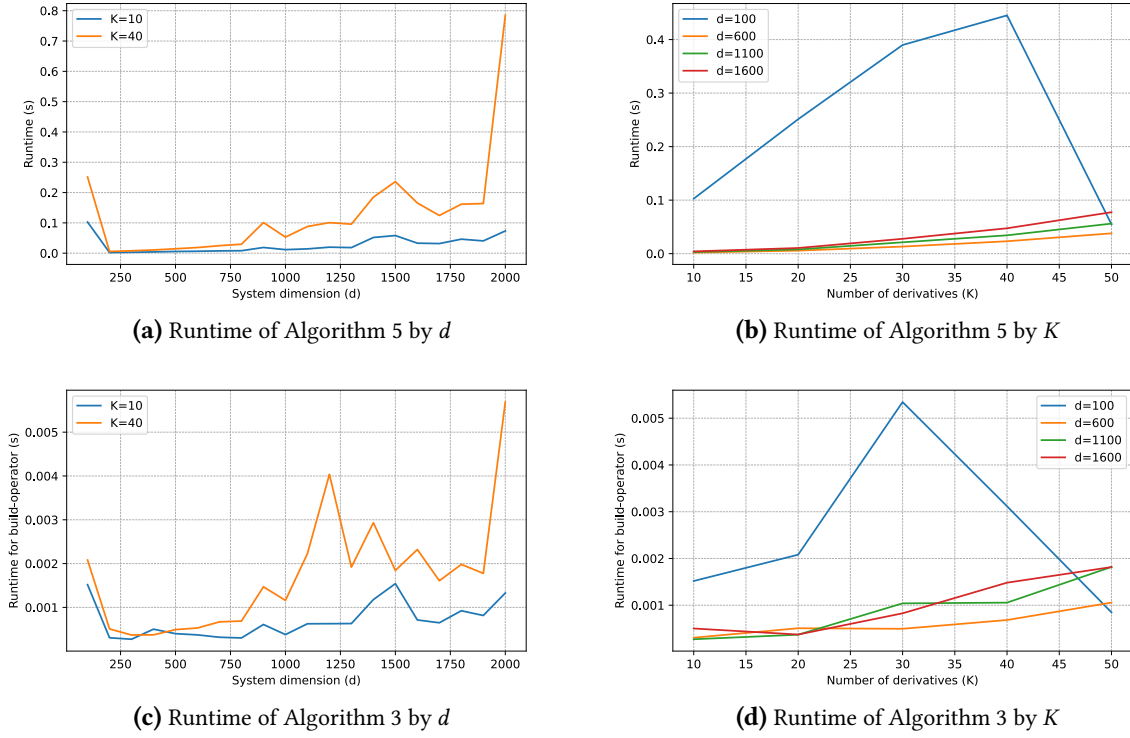 K=10
K=40
0.8
0.7
0.6
0.5
0.4
0.3
0.2
0.1
0.0
Runtime (s)
250 500 750 1000 1250 1500 1750 2000
System dimension (d)
(a) Runtime of Algorithm 5 by d
d=100
d=600
d=1100
d=1600
0.4
0.3
0.2
0.1
0.0
Runtime (s)
10 15 20 25 30 35 40 45 50
Number of derivatives (K)
(b) Runtime of Algorithm 5 by K
K=10
K=40
0.005
0.004
0.003
0.002
0.001
Runtime for build-operator (s)
250 500 750 1000 1250 1500 1750 2000
System dimension (d)
(c) Runtime of Algorithm 3 by d
d=100
d=600
d=1100
d=1600
0.005
0.004
0.003
0.002
0.001
Runtime for build-operator (s)
10 15 20 25 30 35 40 45 50
Number of derivatives (K)
(d) Runtime of Algorithm 3 by K